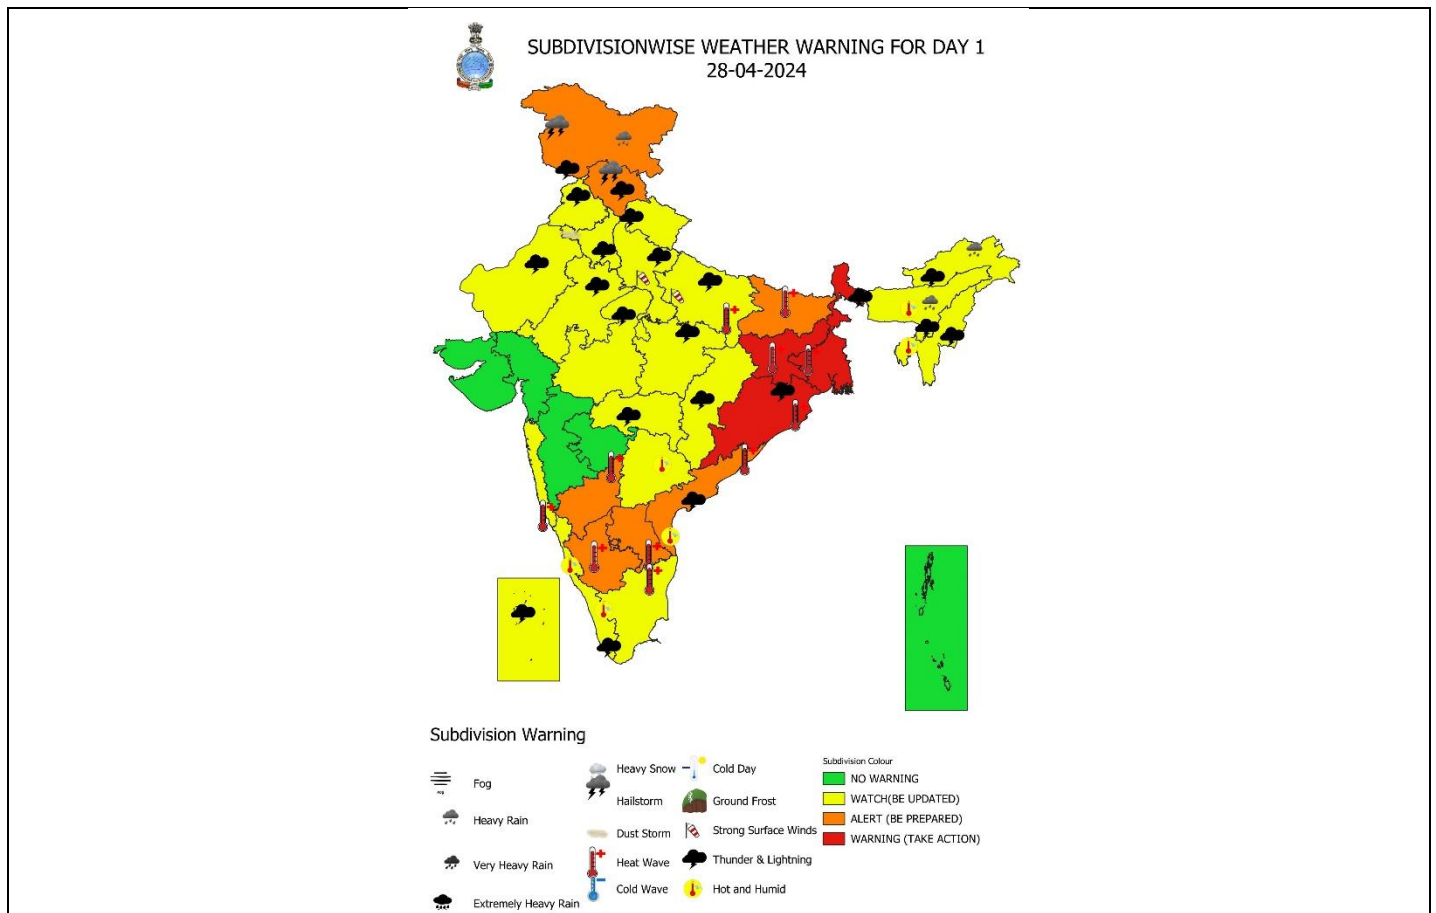 SUBDIVISIONWISE WEATHER WARNING FOR DAY 1
28-04-2024
Subdivision Warning
Fog
Heavy Rain
Very Heavy Rain
Extremely Heavy Rain
Heavy Snow
Hailstorm
Dust Storm
Heat Wave
Cold Wave
Cold Day
Ground Frost
Strong Surface Winds
Thunder & Lightning
Hot and Humid
Subdivision Colour
NO WARNING
WATCH(BE UPDATED)
ALERT (BE PREPARED)
WARNING (TAKE ACTION)